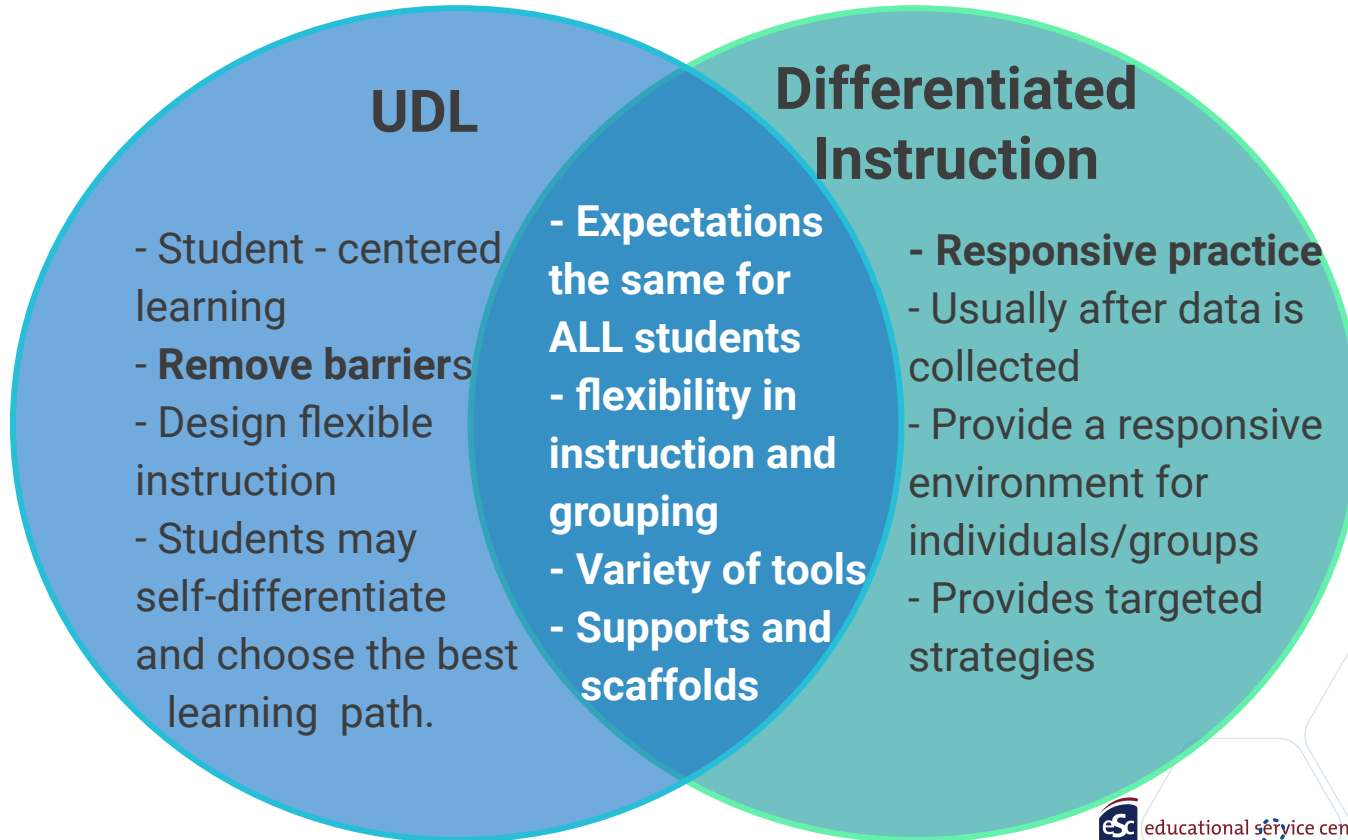 UDL
- Student - centered
learning
- Remove barriers
- Design flexible
instruction
- Students may
self-differentiate
and choose the best
learning path.
- Expectations
the same for
ALL students
- flexibility in
instruction and
grouping
- Variety of tools
- Supports and
scaffolds
Differentiated
Instruction
- Responsive practice
- Usually after data is
collected
- Provide a responsive
environment for
individuals/groups
- Provides targeted
strategies
esc educational service cen